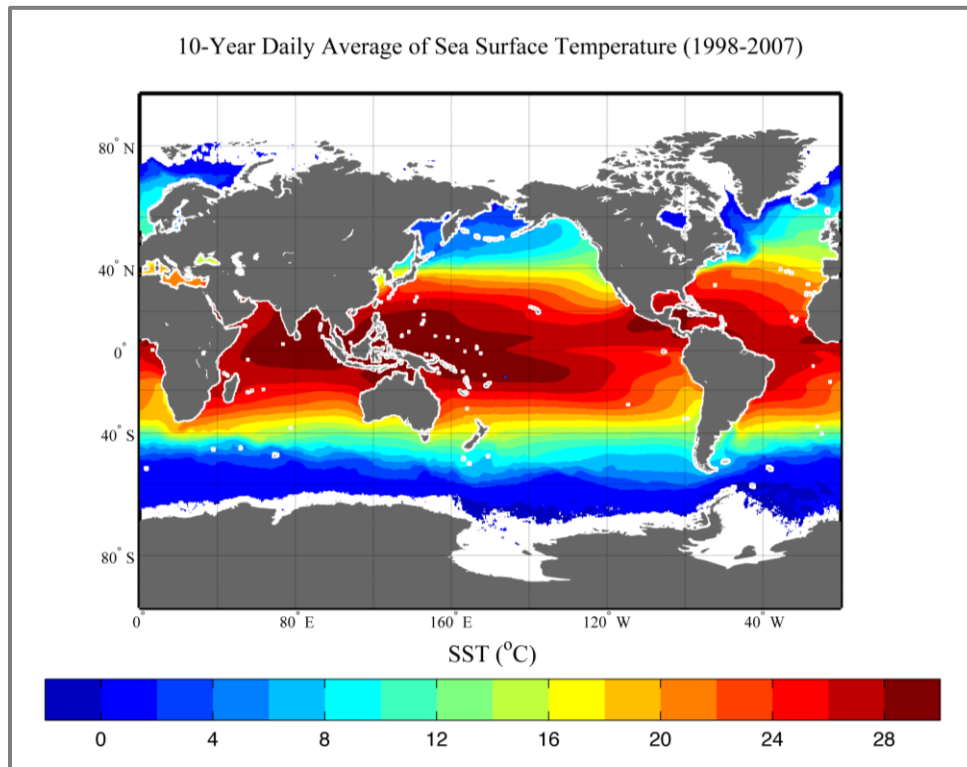 10-Year Daily Average of Sea Surface Temperature (1998-2007)
80° N
40° N
0°
40° S
80° S
0° 80° E 160° E 120° W 40° W
SST (°C)
0 4 8 12 16 20 24 28